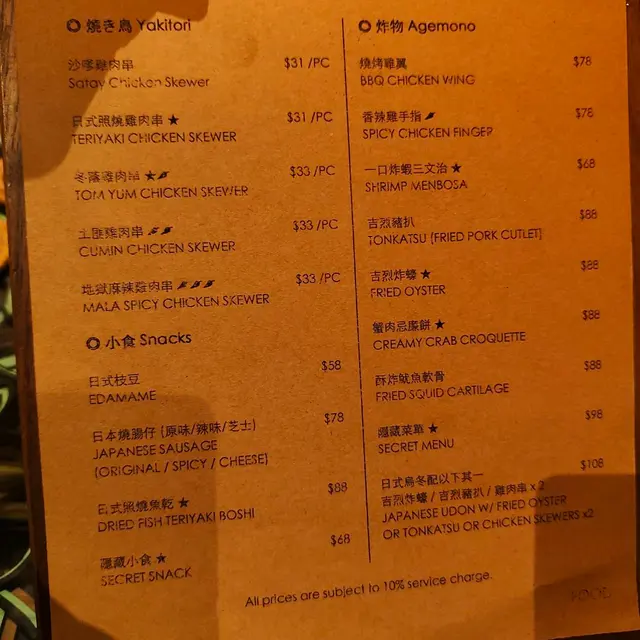 燒き鳥 Yakitori
沙嗲雞肉串 $31 /PC
Satay Chicken Skewer
日式照燒雞肉串 ★ $31 /PC
TERIYAKI CHICKEN SKEWER
冬蔭雞肉串 ★ $33 /PC
TOM YUM CHICKEN SKEWER
土匪雞肉串 $33 /PC
CUMIN CHICKEN SKEWER
地獄麻辣雞肉串 $33 /PC
MALA SPICY CHICKEN SKEWER
小食 Snacks
日式枝豆 $58
EDAMAME
日本燒腸仔 (原味/辣味/芝士) $78
JAPANESE SAUSAGE
(ORIGINAL / SPICY / CHEESE)
日式照燒魚乾 ★ $88
DRIED FISH TERIYAKI BOSHI
隱藏小食 ★ $68
SECRET SNACK
炸物 Agemono
燒烤雞翼 $78
BBQ CHICKEN WING
香辣雞手指 $78
SPICY CHICKEN FINGER
一口炸蝦三文治 ★ $68
SHRIMP MENBOSA
吉烈豬扒 $88
TONKATSU (FRIED PORK CUTLET)
吉烈炸蠔 ★ $88
FRIED OYSTER
蟹肉忌廉餅 ★ $88
CREAMY CRAB CROQUETTE
酥炸魷魚軟骨 $88
FRIED SQUID CARTILAGE
隱藏菜單 ★ $98
SECRET MENU
日式烏冬配以下其一 $108
吉烈炸蠔 / 吉烈豬扒 / 雞肉串 x 2
JAPANESE UDON W/ FRIED OYSTER
OR TONKATSU OR CHICKEN SKEWERS x2
All prices are subject to 10% service charge.
FOOD